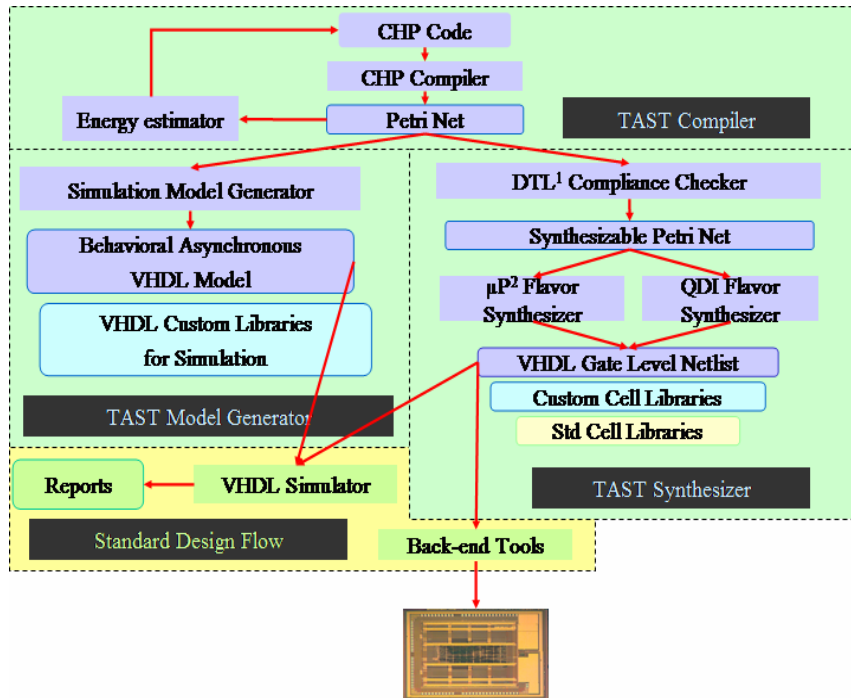 CHP Code
CHP Compiler
Energy estimator
Petri Net
TAST Compiler
Simulation Model Generator
DTL¹ Compliance Checker
Behavioral Asynchronous
VHDL Model
Synthesizable Petri Net
µP² Flavor
Synthesizer
QDI Flavor
Synthesizer
VHDL Custom Libraries
for Simulation
VHDL Gate Level Netlist
Custom Cell Libraries
TAST Model Generator
Std Cell Libraries
Reports
VHDL Simulator
TAST Synthesizer
Standard Design Flow
Back-end Tools